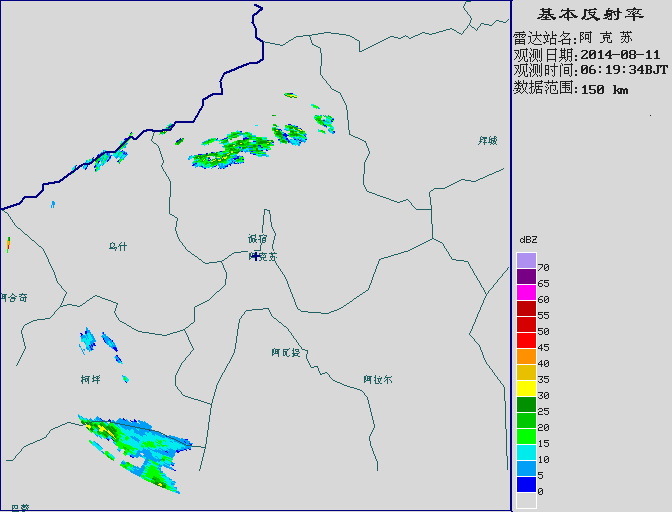 基本反射率
雷达站名:阿 克 苏
观测日期:2014-08-11
观测时间:06:19:34BJT
数据范围:150 km
拜城
温宿
阿克苏
乌什
阿合奇
阿瓦提
柯坪
阿拉尔
巴楚
dBZ
70
65
60
55
50
45
40
35
30
25
20
15
10
5
0